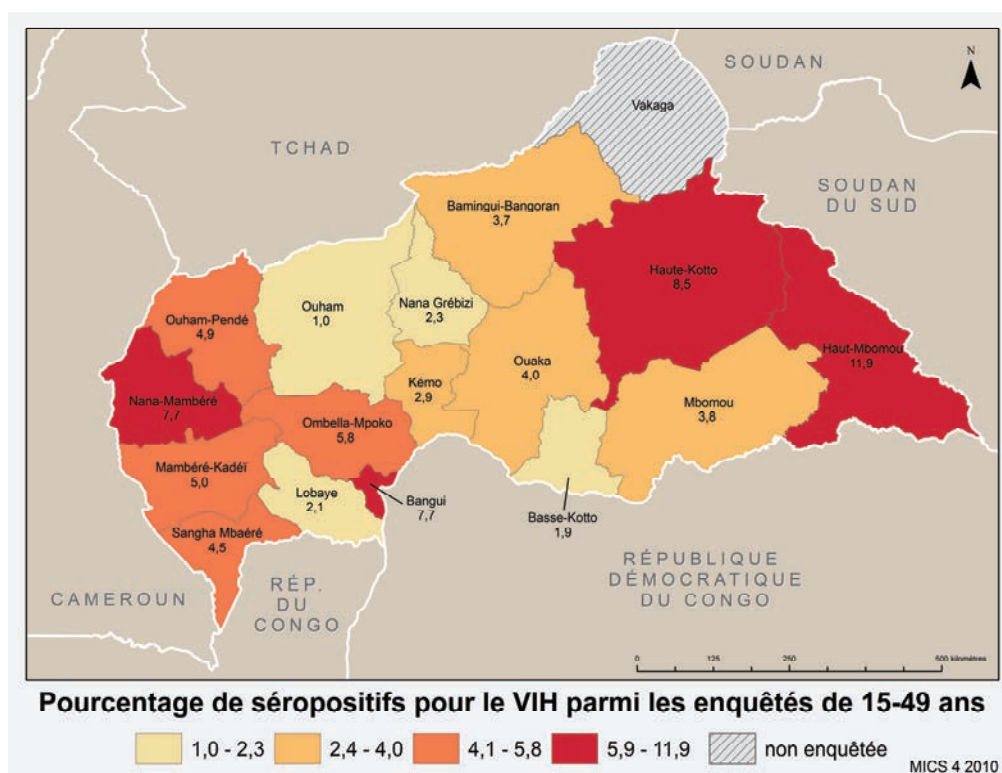 SOUDAN
N
Vakaga
TCHAD
SOUDAN
DU SUD
Bamingui-Bangoran
3,7
Haute-Kotto
8,5
Nana Grébizi
2,3
Ouham
1,0
Ouham-Pendé
4,9
Haut-Mbomou
11,9
Ouaka
4,0
Kémo
2,9
Nana-Mambéré
7,7
Mbomou
3,8
Ombella-Mpoko
5,8
Mambéré-Kadéï
5,0
Lobaye
2,1
Bangui
7,7
Basse-Kotto
1,9
Sangha Mbaéré
4,5
RÉPUBLIQUE
DÉMOCRATIQUE
DU CONGO
CAMEROUN
RÉP.
DU
CONGO
0 125 250 500 kilomètres
Pourcentage de séropositifs pour le VIH parmi les enquêtés de 15-49 ans
1,0 - 2,3 2,4 - 4,0 4,1 - 5,8 5,9 - 11,9 non enquêtée
MICS 4 2010